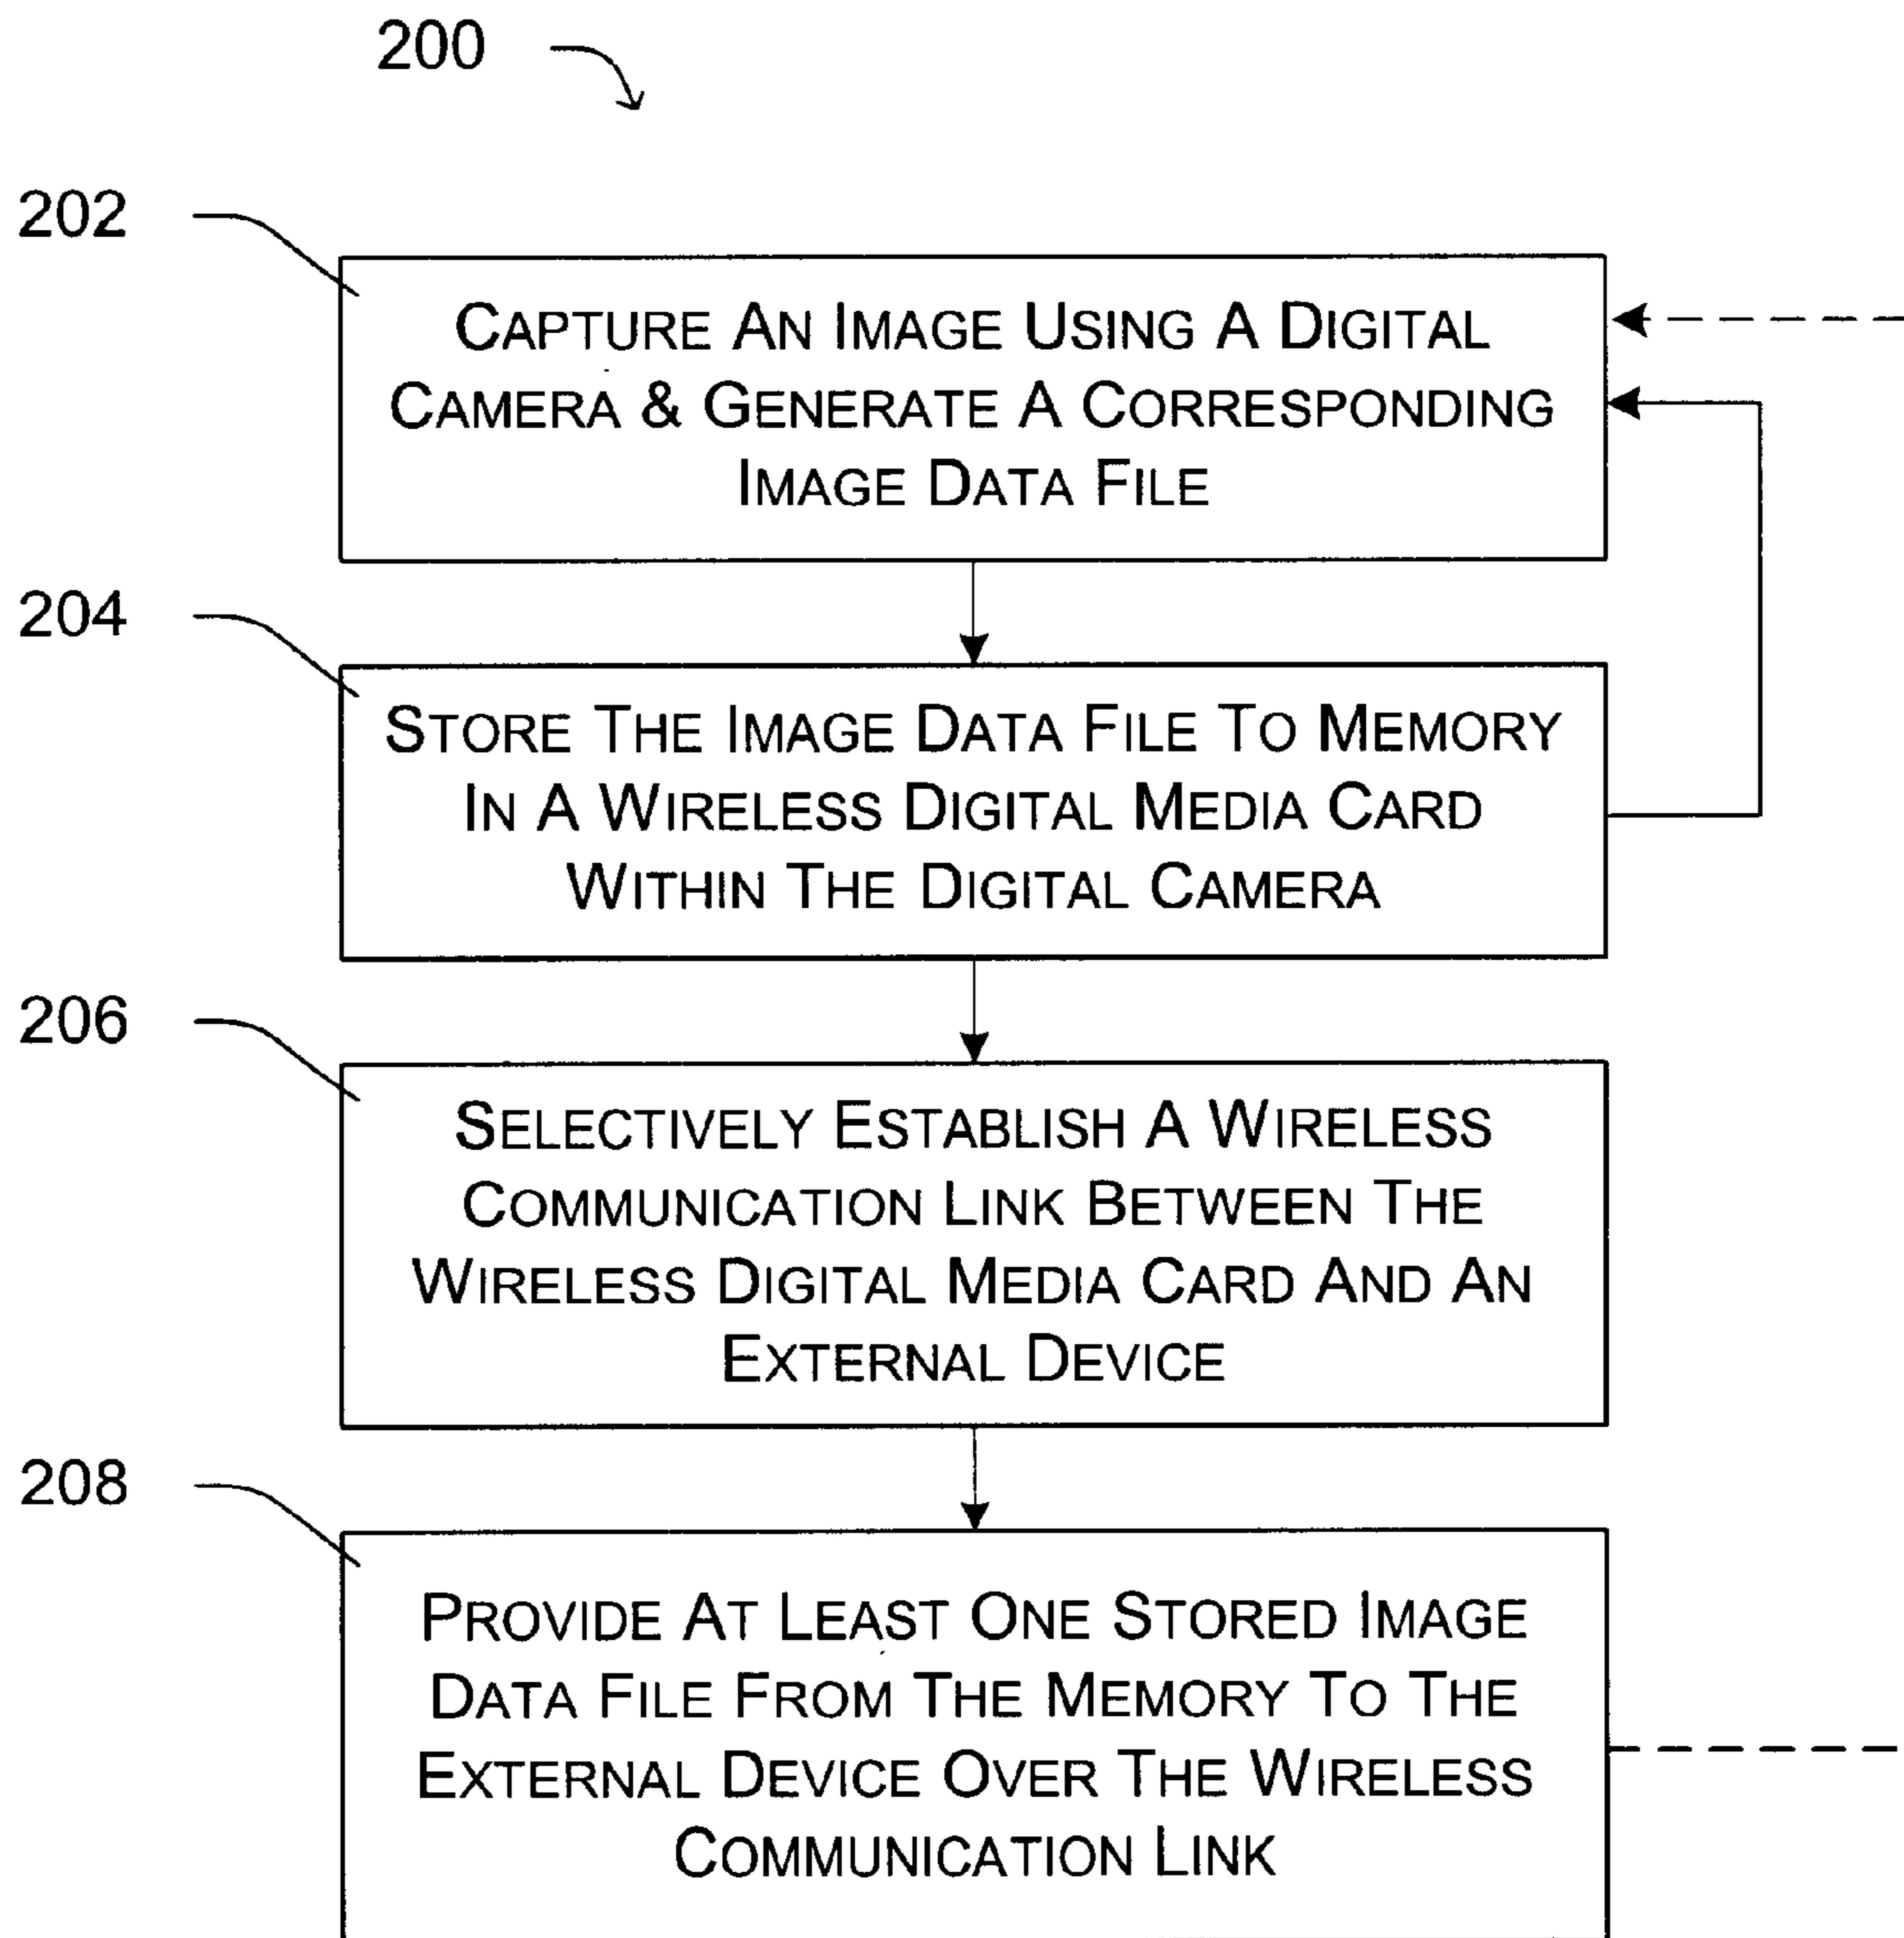 200
202
CAPTURE AN IMAGE USING A DIGITAL
CAMERA & GENERATE A CORRESPONDING
IMAGE DATA FILE
204
STORE THE IMAGE DATA FILE TO MEMORY
IN A WIRELESS DIGITAL MEDIA CARD
WITHIN THE DIGITAL CAMERA
206
SELECTIVELY ESTABLISH A WIRELESS
COMMUNICATION LINK BETWEEN THE
WIRELESS DIGITAL MEDIA CARD AND AN
EXTERNAL DEVICE
208
PROVIDE AT LEAST ONE STORED IMAGE
DATA FILE FROM THE MEMORY TO THE
EXTERNAL DEVICE OVER THE WIRELESS
COMMUNICATION LINK